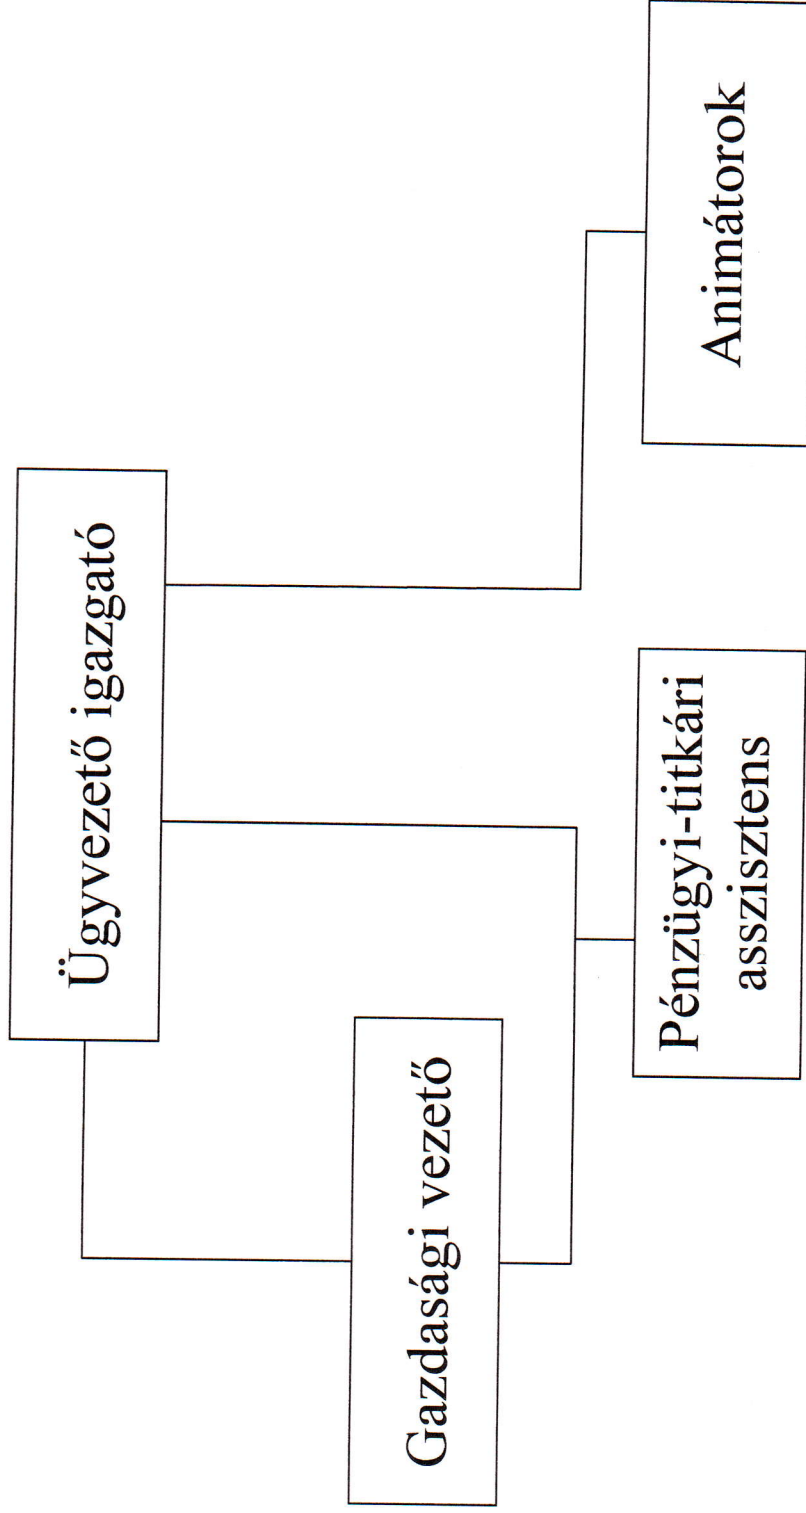 Ügyvezető igazgató
Gazdasági vezető
Pénzügyi-titkári
asszisztens
Animátorok